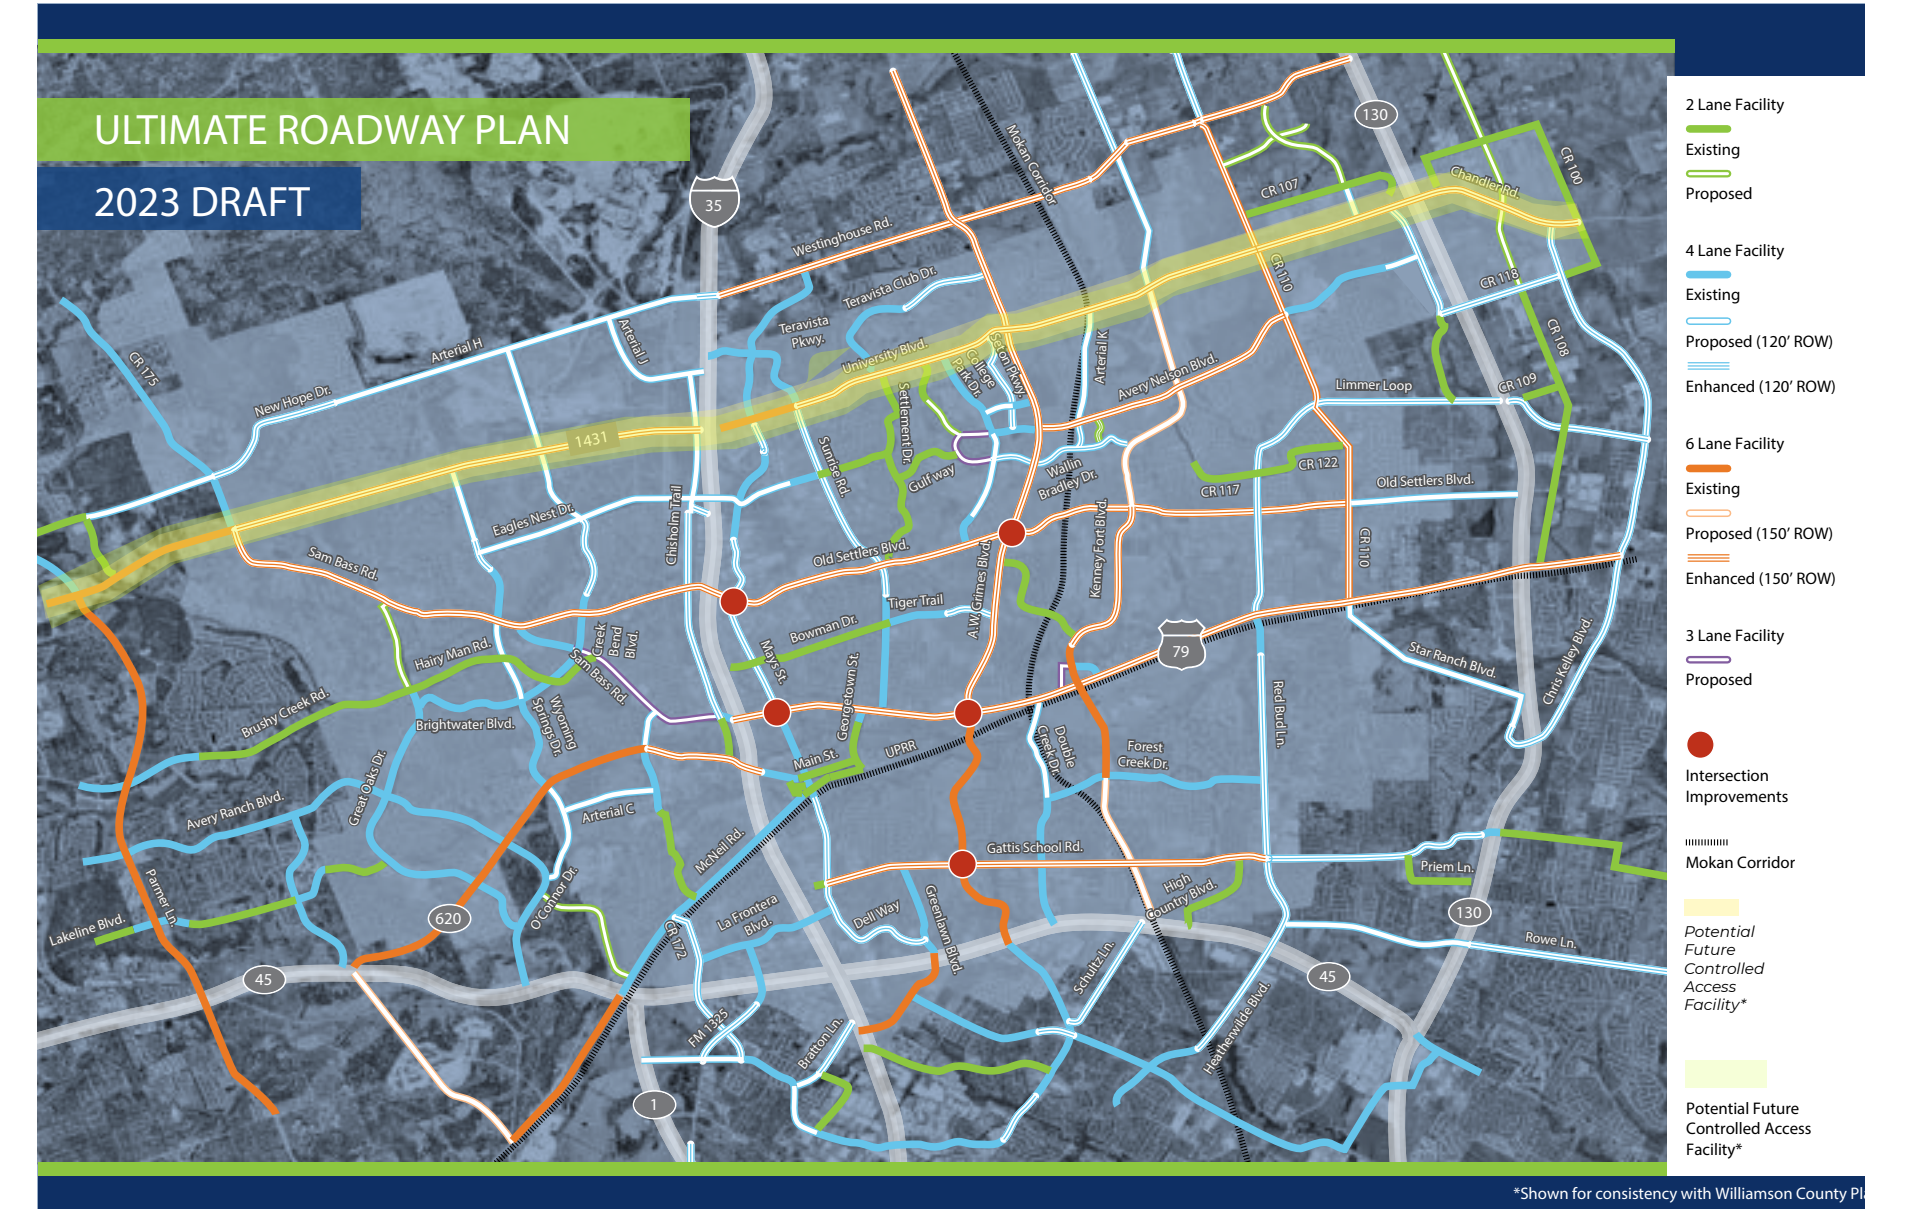 ULTIMATE ROADWAY PLAN
2023 DRAFT
35
130
Mokan Corridor
CR 100
Chandler Rd.
CR 107
Westinghouse Rd.
CR 110
CR 118
Teravista Club Dr.
Teravista
Pkwy.
Arterial J
Arterial H
CR 175
University Blvd.
Seton Pkwy.
College
Park Dr.
Arterial K
CR 108
Avery Nelson Blvd.
Limmer Loop
CR 109
New Hope Dr.
Settlement Dr.
1431
Sunrise Rd.
Gulf way
Wallin
Bradley Dr.
CR 122
CR 117
Old Settlers Blvd.
Chisholm Trail
Eagles Nest Dr.
Kenney Fort Blvd.
CR 110
Old Settlers Blvd.
Sam Bass Rd.
A.W. Grimes Blvd.
Tiger Trail
Bowman Dr.
Creek
Bend
Blvd.
Hairy Man Rd.
Mays St.
79
Star Ranch Blvd.
Chris Kelley Blvd.
Sam Bass Rd.
Georgetown St.
Red Bud Ln.
Brushy Creek Rd.
Brightwater Blvd.
Wyoming
Springs Dr.
UPRR
Double
Creek Dr.
Forest
Creek Dr.
Main St.
Great Oaks Dr.
Avery Ranch Blvd.
Arterial C
McNeil Rd.
Gattis School Rd.
Priem Ln.
High
Country Blvd.
Parmer Ln.
O'Connor Dr.
620
La Frontera
Blvd.
Dell Way
Greenlawn Blvd.
130
Lakeline Blvd.
CR 172
Rowe Ln.
45
Schultz Ln.
45
FM 1325
Bratton Ln.
Heatherwilde Blvd.
1
2 Lane Facility
Existing
Proposed
4 Lane Facility
Existing
Proposed (120’ ROW)
Enhanced (120’ ROW)
6 Lane Facility
Existing
Proposed (150’ ROW)
Enhanced (150’ ROW)
3 Lane Facility
Proposed
Intersection
Improvements
Mokan Corridor
Potential
Future
Controlled
Access
Facility*
Potential Future
Controlled Access
Facility*
*Shown for consistency with Williamson County